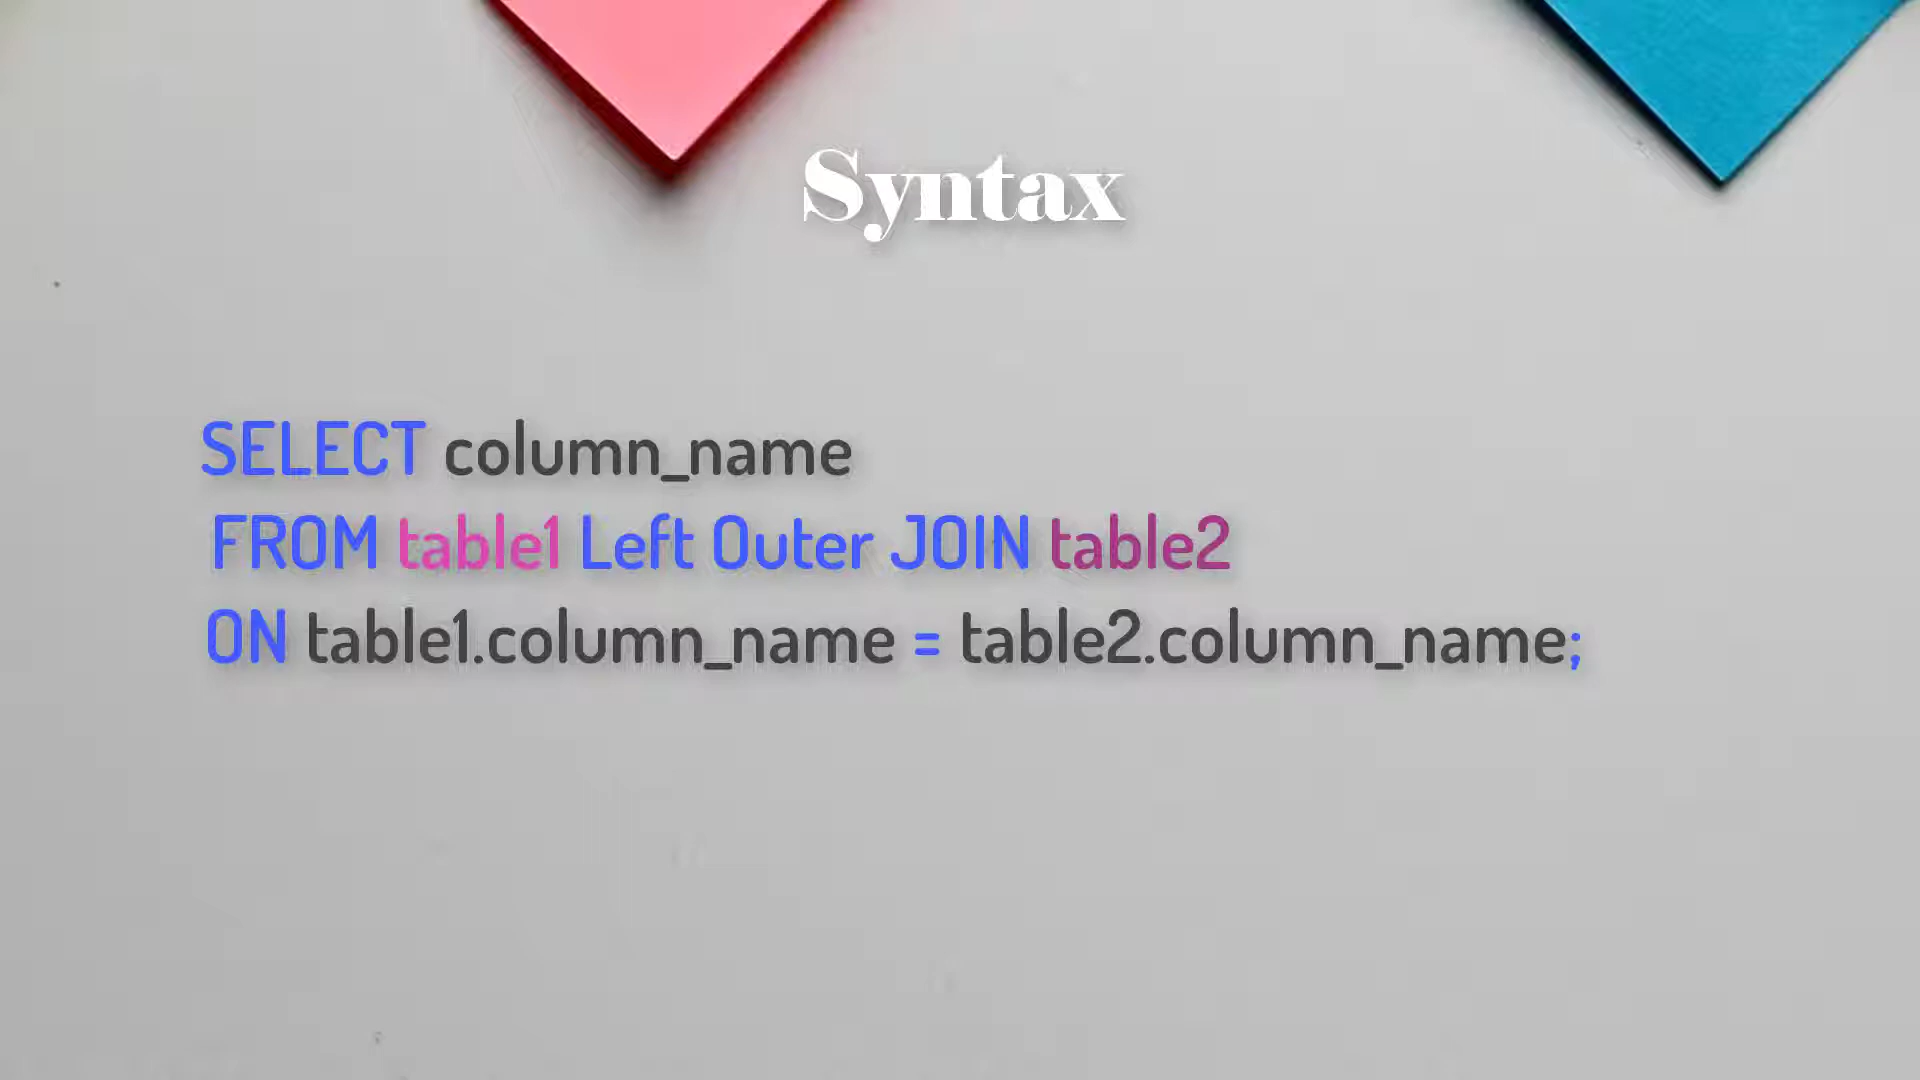 Syntax
SELECT column_name
FROM table1 Left Outer JOIN table2
ON table1.column_name = table2.column_name;